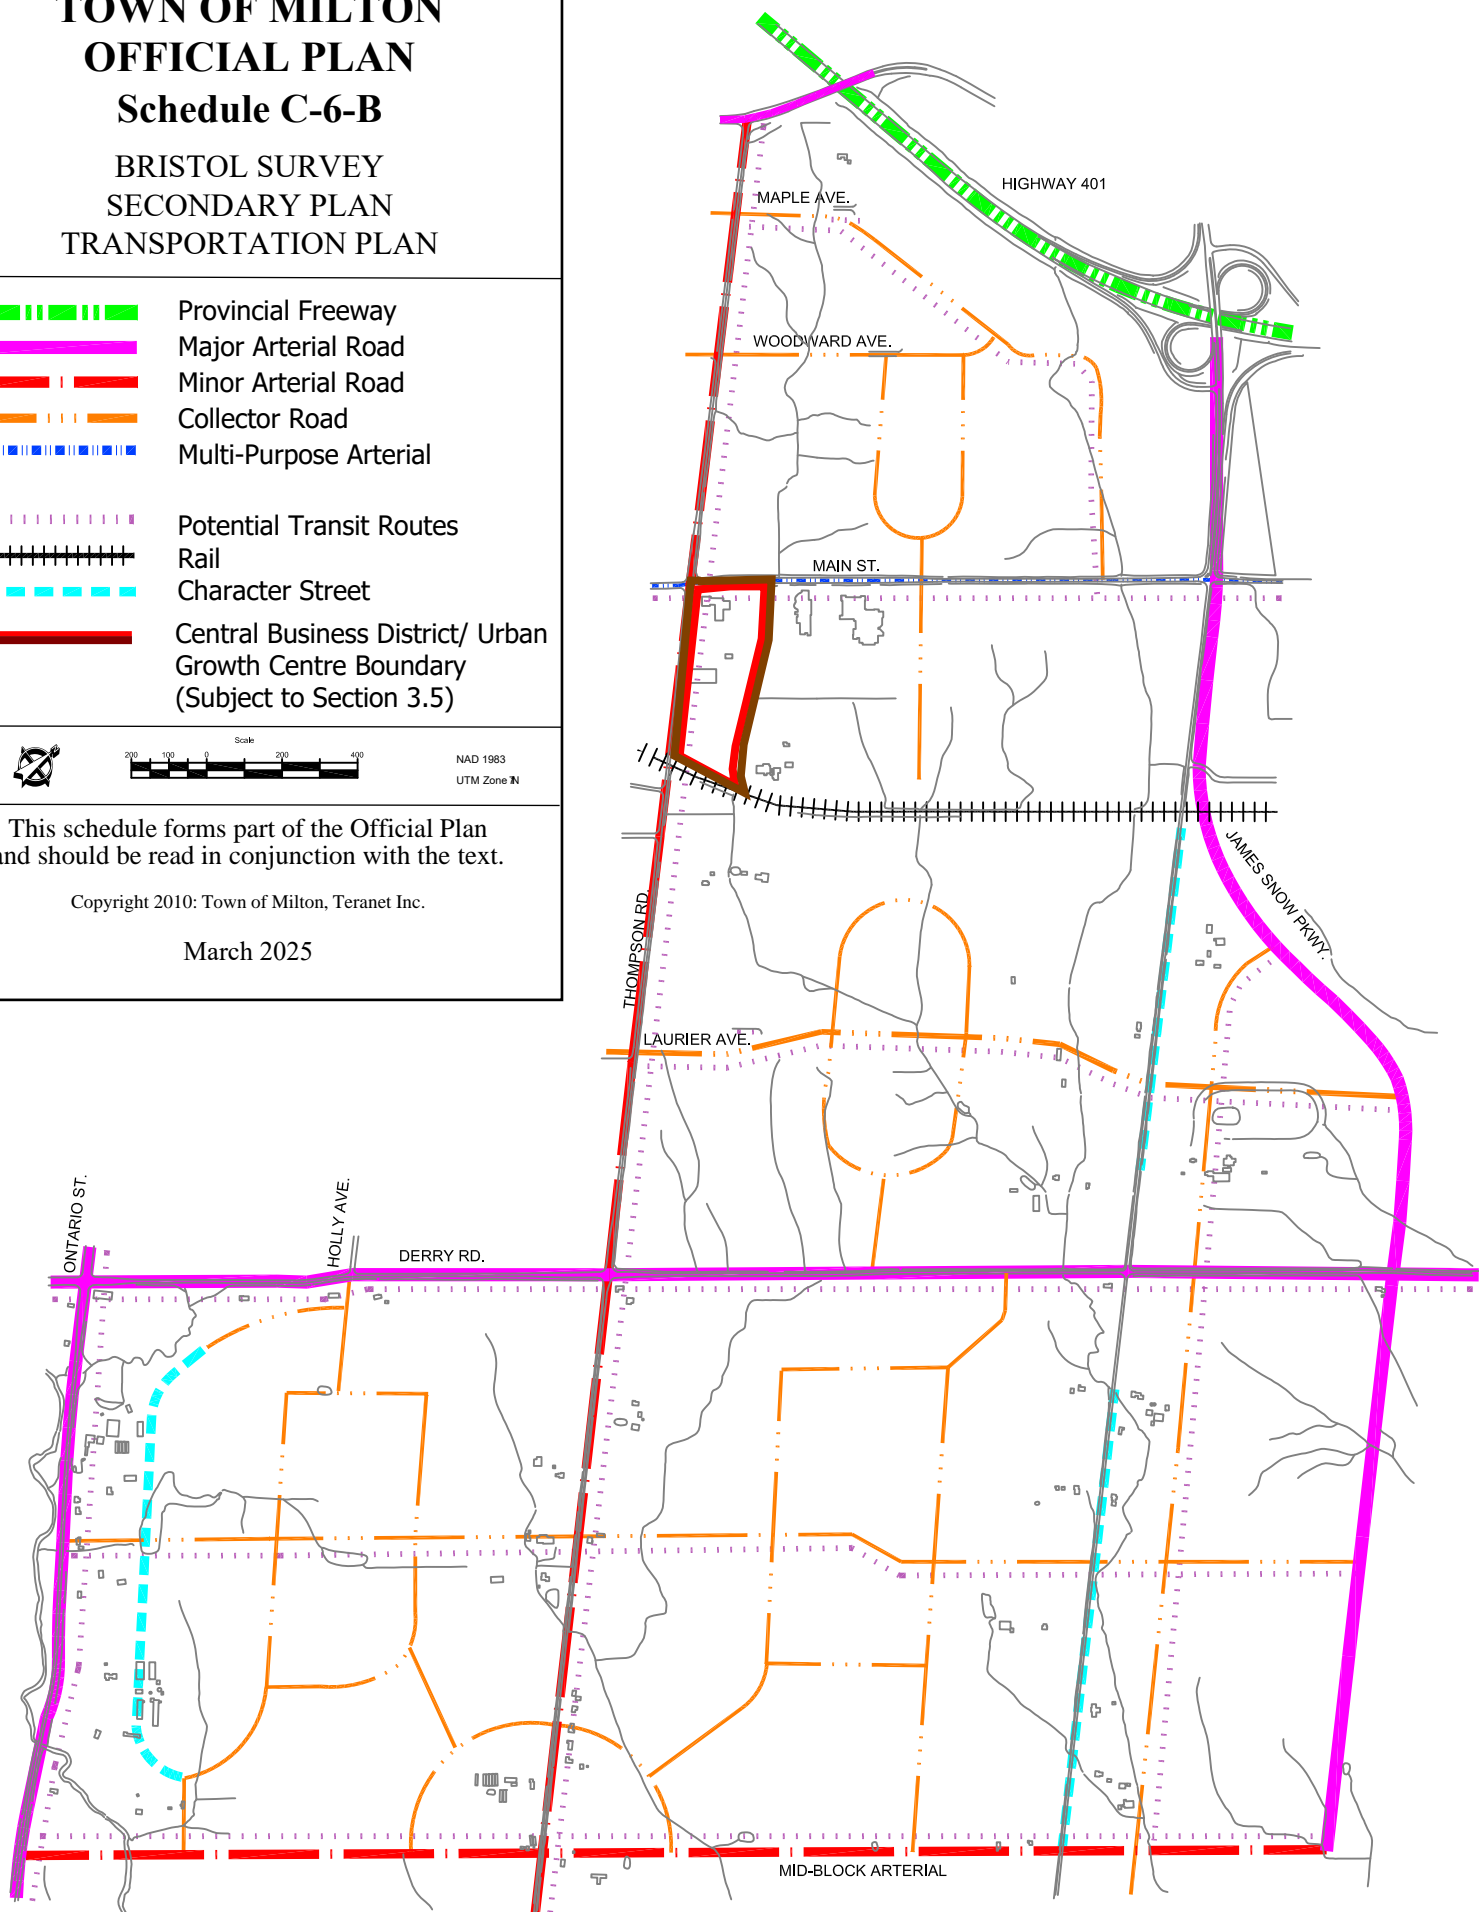 TOWN OF MILTON
OFFICIAL PLAN
Schedule C-6-B
BRISTOL SURVEY
SECONDARY PLAN
TRANSPORTATION PLAN
Provincial Freeway
Major Arterial Road
Minor Arterial Road
Collector Road
Multi-Purpose Arterial
Potential Transit Routes
Rail
Character Street
Central Business District/ Urban
Growth Centre Boundary
(Subject to Section 3.5)
Scale
200 100 0 200 400
NAD 1983
UTM Zone
This schedule forms part of the Official Plan
and should be read in conjunction with the text.
Copyright 2010: Town of Milton, Teranet Inc.
March 2025
HIGHWAY 401
MAPLE AVE.
WOODWARD AVE.
MAIN ST.
JAMES SNOW PKWY.
THOMPSON RD.
LAURIER AVE.
ONTARIO ST.
HOLLY AVE.
DERRY RD.
MID-BLOCK ARTERIAL